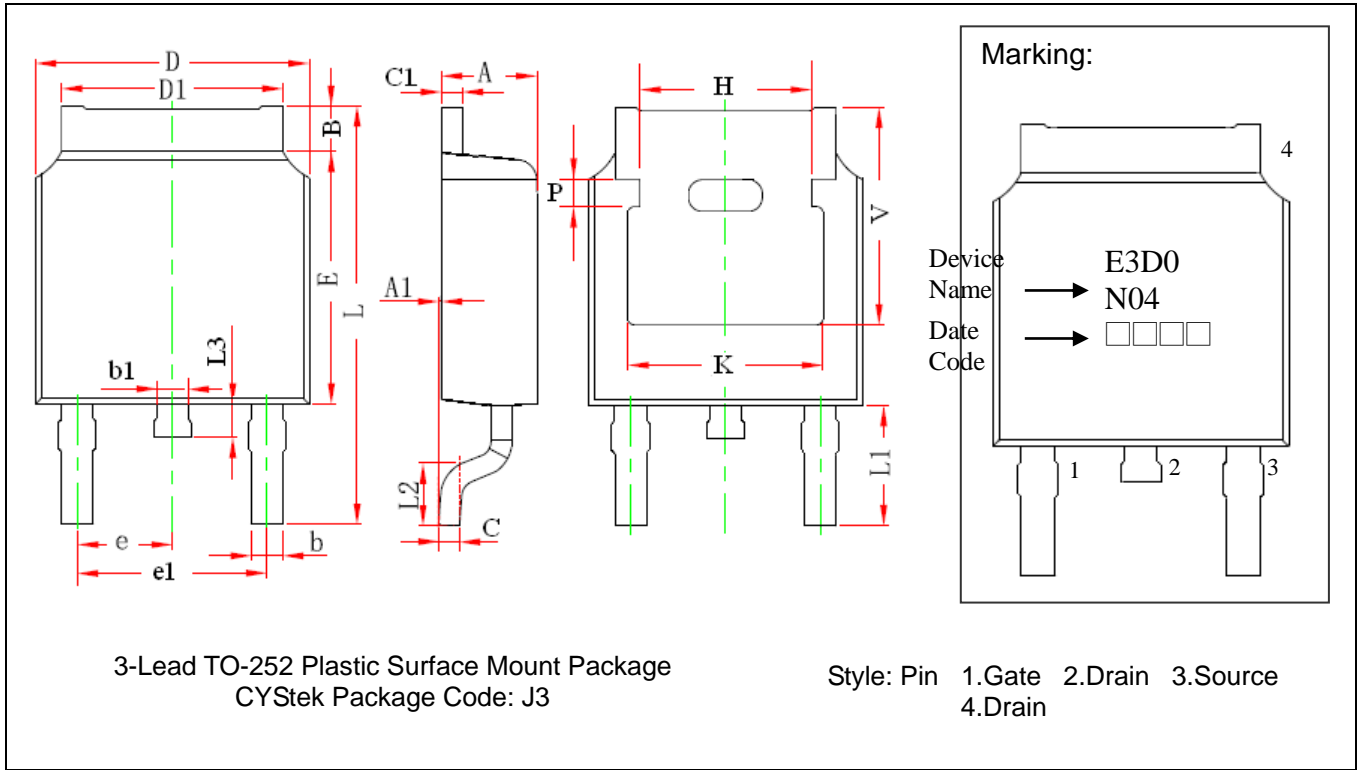 D
D1
B
E
L
L3
b1
e
e1
b
C1
A
A1
L2
C
H
P
V
K
L1
Marking:
4
Device
Name
E3D0
N04
Date
Code
□□□□
1
2
3
3-Lead TO-252 Plastic Surface Mount Package
CYStek Package Code: J3
Style: Pin 1.Gate 2.Drain 3.Source
4.Drain